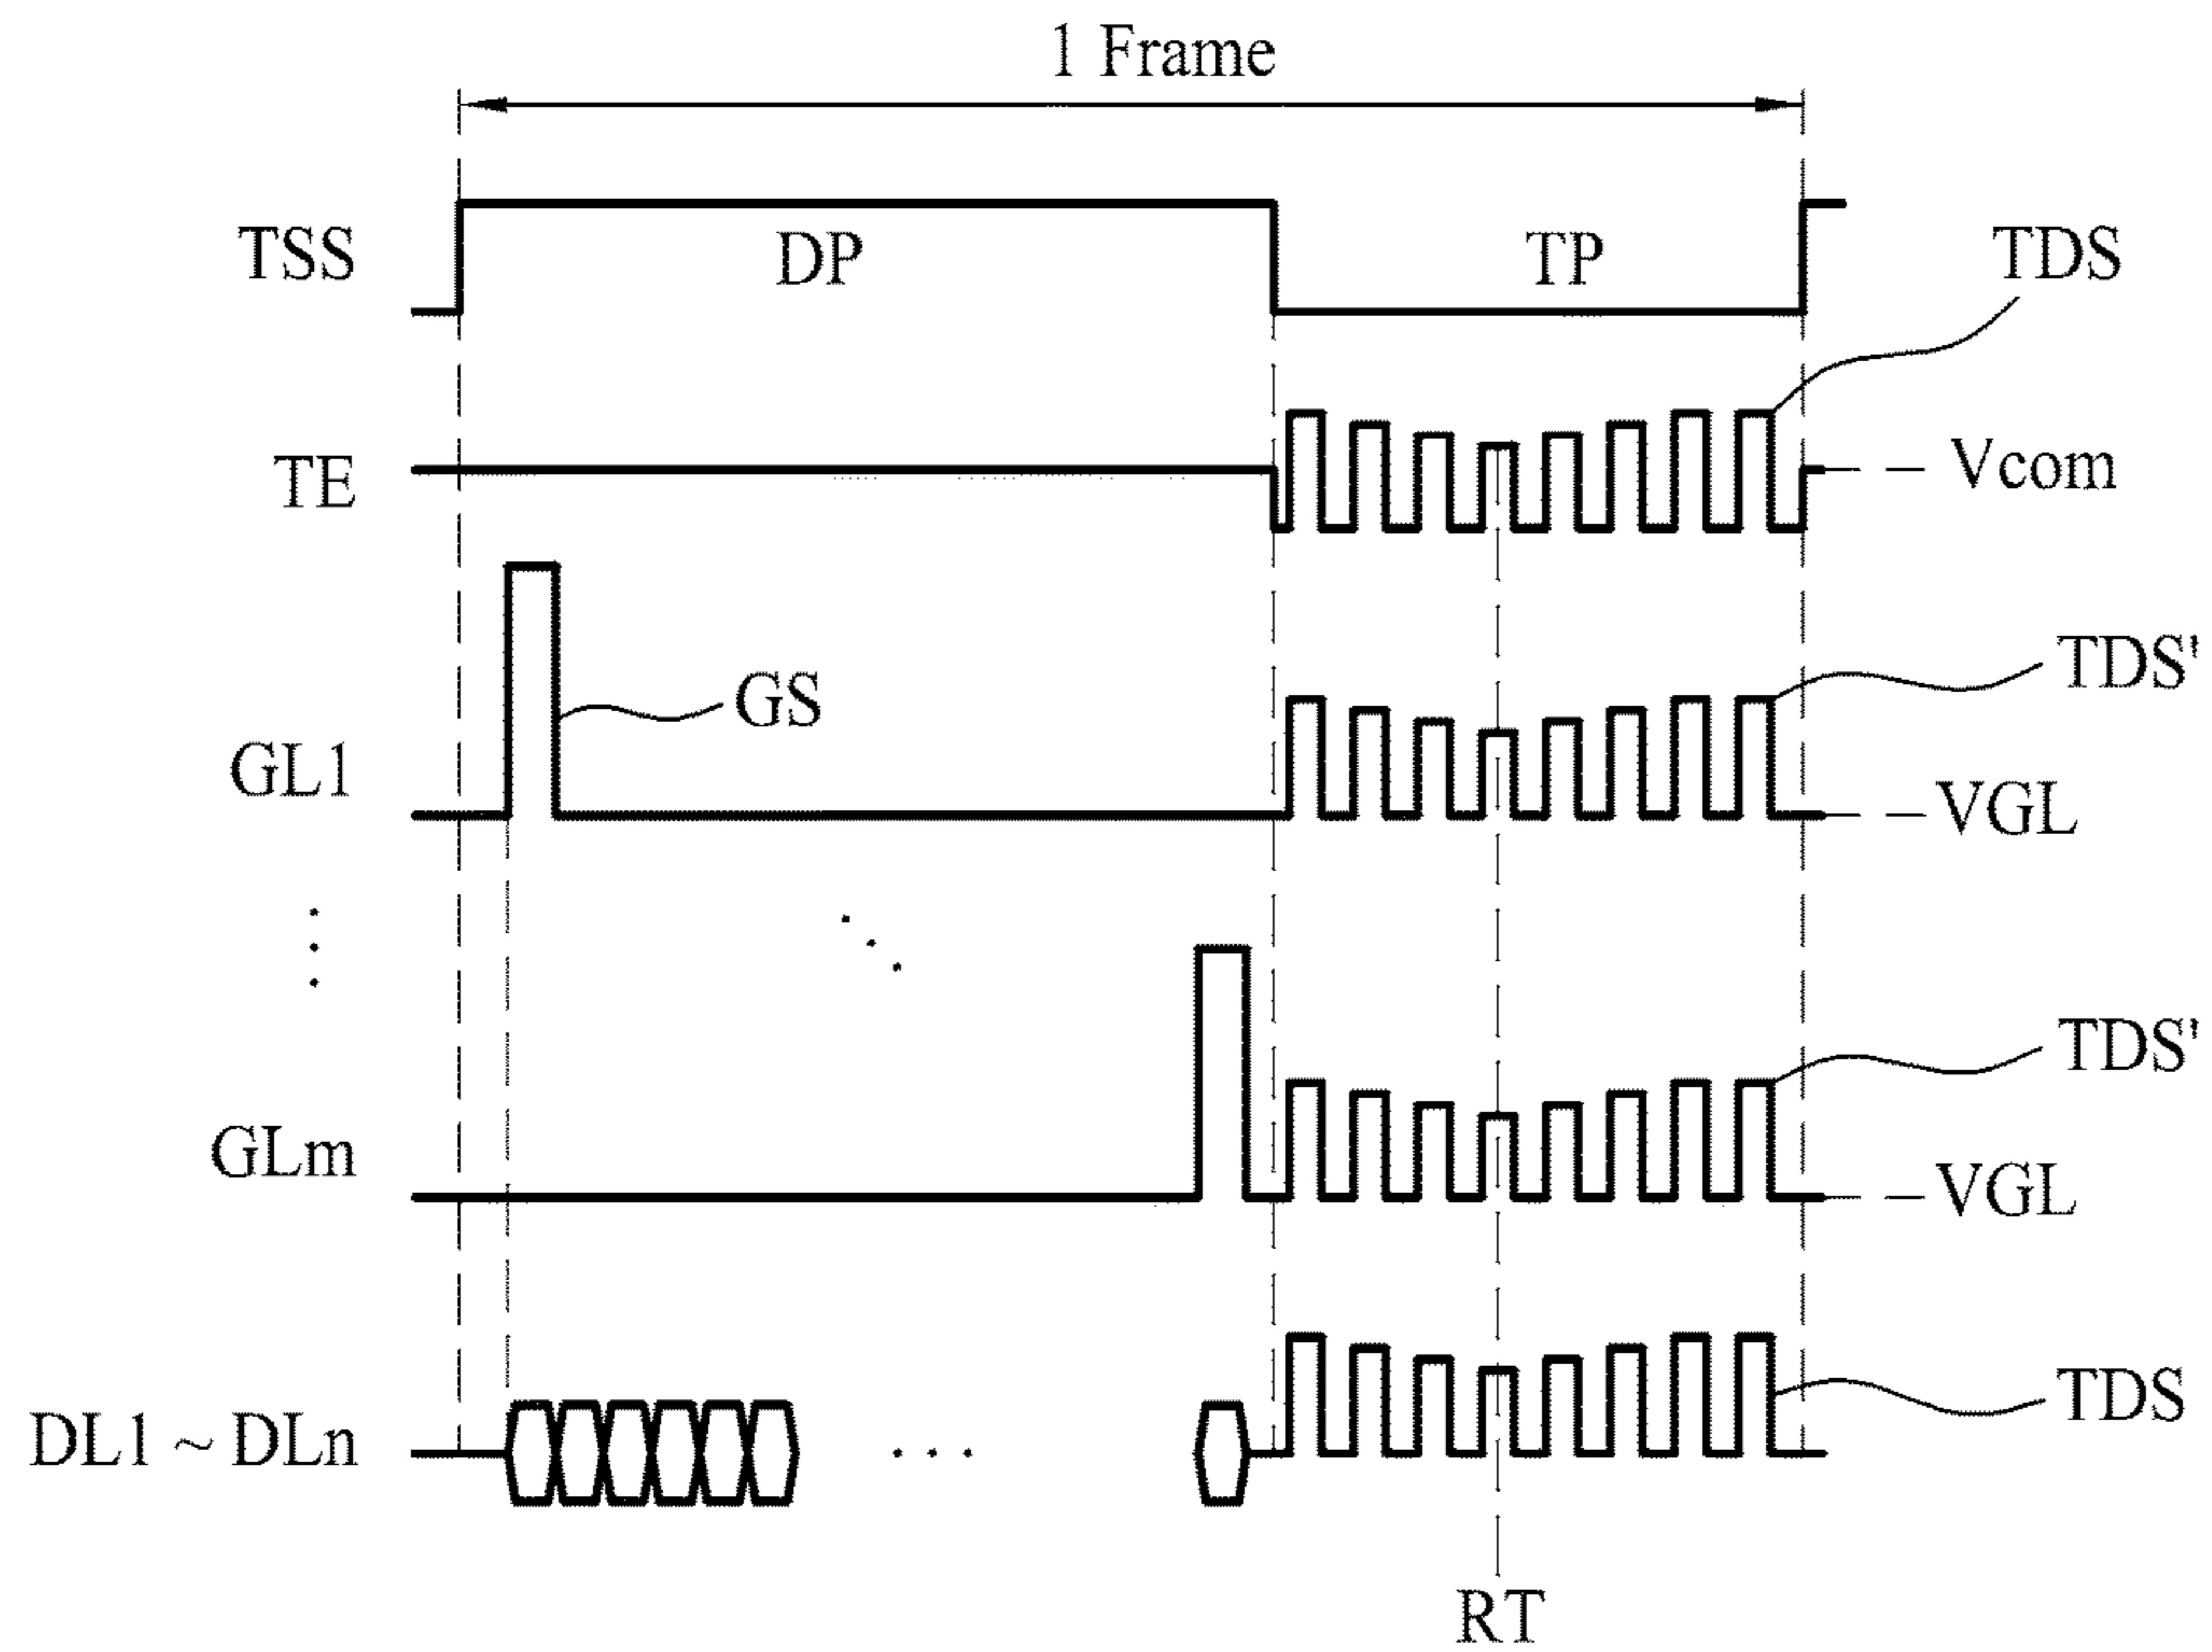 1 Frame
TSS
DP
TP
TDS
TE
Vcom
GS
TDS'
GL1
VGL
TDS'
GLm
VGL
DL1 ~ DLn
TDS
RT